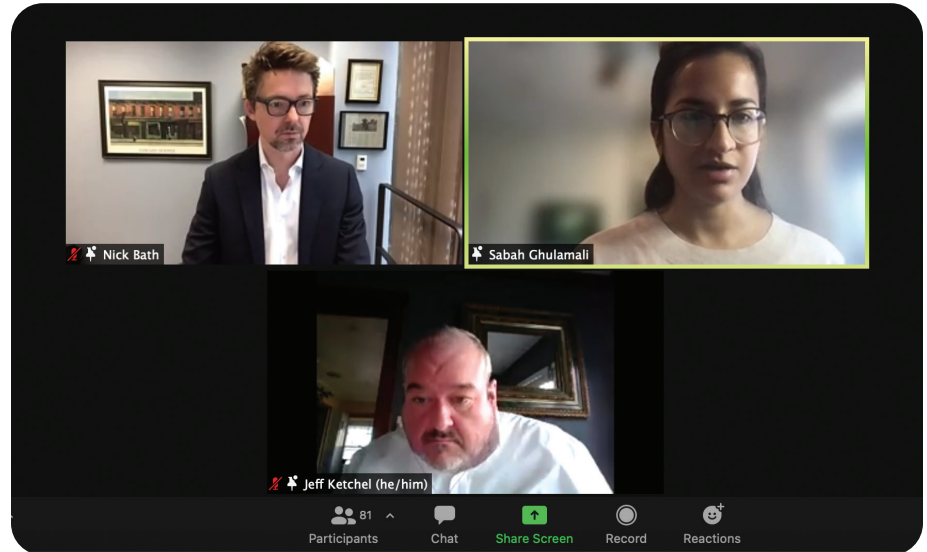 Nick Bath
Sabah Ghulamali
Jeff Ketchel (he/him)
81
Participants
Chat
Share Screen
Record
Reactions